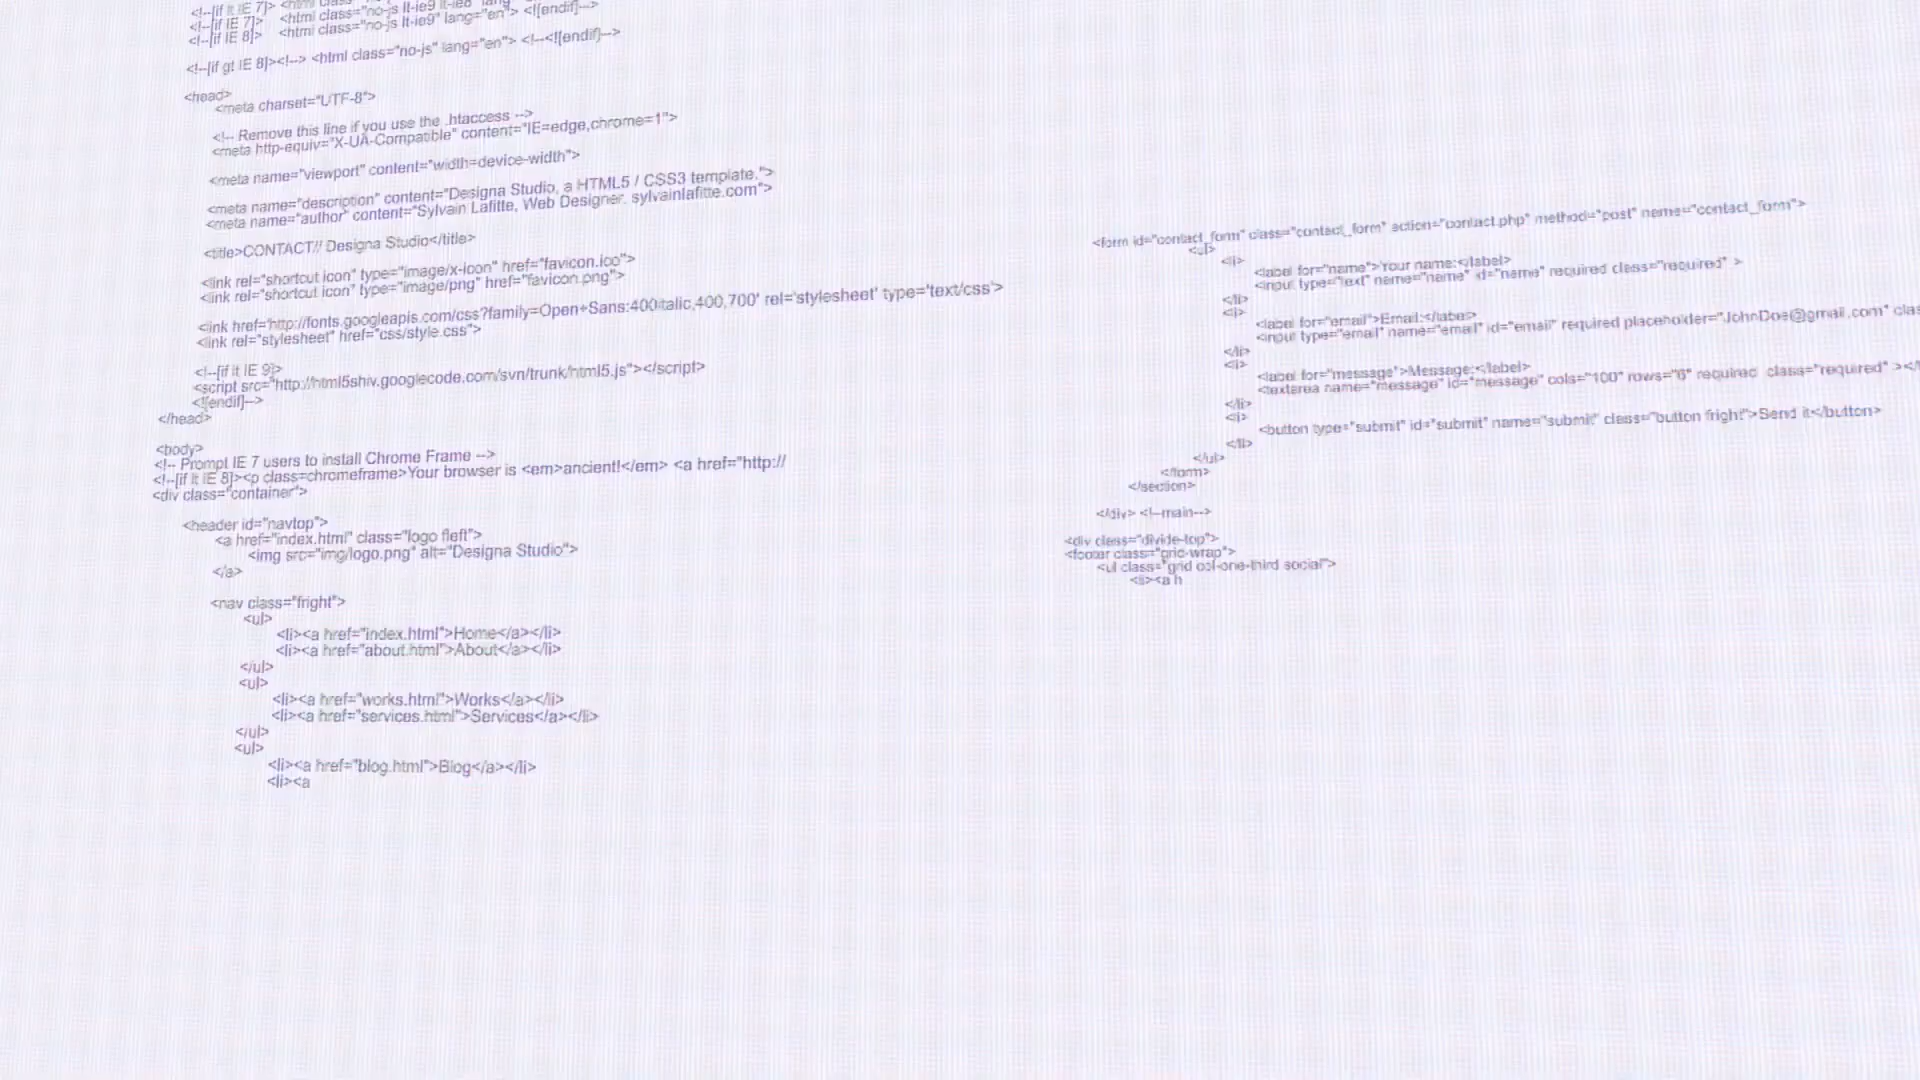 <!--[if lt IE 7]> <html class="no-js lt-ie9 lt-ie8 lang
<!--[if IE 7]> <html class="no-js lt-ie9" lang="en"> <![endif]-->
<!--[if IE 8]> <html class="no-js lt-ie9" lang="en"> <![endif]-->
<!--[if gt IE 8]><!--> <html class="no-js" lang="en"> <!--<![endif]-->
<head>
<meta charset="UTF-8">
<!-- Remove this line if you use the .htaccess -->
<meta http-equiv="X-UA-Compatible" content="IE=edge,chrome=1">
<meta name="viewport" content="width=device-width">
<meta name="description" content="Designa Studio, a HTML5 / CSS3 template.">
<meta name="author" content="Sylvain Lafitte, Web Designer, sylvainlafitte.com">
<title>CONTACT// Designa Studio</title>
<link rel="shortcut icon" type="image/x-icon" href="favicon.ico">
<link rel="shortcut icon" type="image/png" href="favicon.png">
<link href='http://fonts.googleapis.com/css?family=Open+Sans:400italic,400,700' rel='stylesheet' type='text/css'>
<link rel="stylesheet" href="css/style.css">
<!--[if lt IE 9]>
<script src="http://html5shiv.googlecode.com/svn/trunk/html5.js"></script>
<![endif]-->
</head>
<body>
<!-- Prompt IE 7 users to install Chrome Frame -->
<!--[if lt IE 8]><p class=chromeframe>Your browser is <em>ancient!</em> <a href="http://
<div class="container">
<header id="navtop">
<a href="index.html" class="logo fleft">
<img src="img/logo.png" alt="Designa Studio">
</a>
<nav class="fright">
<ul>
<li><a href="index.html">Home</a></li>
<li><a href="about.html">About</a></li>
</ul>
<ul>
<li><a href="works.html">Works</a></li>
<li><a href="services.html">Services</a></li>
</ul>
<ul>
<li><a href="blog.html">Blog</a></li>
<li><a
<form id="contact_form" class="contact_form" action="contact.php" method="post" name="contact_form">
<ul>
<li>
<label for="name">Your name:</label>
<input type="text" name="name" id="name" required class="required" >
</li>
<li>
<label for="email">Email:</label>
<input type="email" name="email" id="email" required placeholder="JohnDoe@gmail.com" clas
</li>
<li>
<label for="message">Message:</label>
<textarea name="message" id="message" cols="100" rows="6" required class="required" ></
</li>
<li>
<button type="submit" id="submit" name="submit" class="button fright">Send it</button>
</li>
</ul>
</form>
</section>
</div> <!--main-->
<div class="divide-top">
<footer class="grid-wrap">
<ul class="grid col-one-third social">
<li><a h